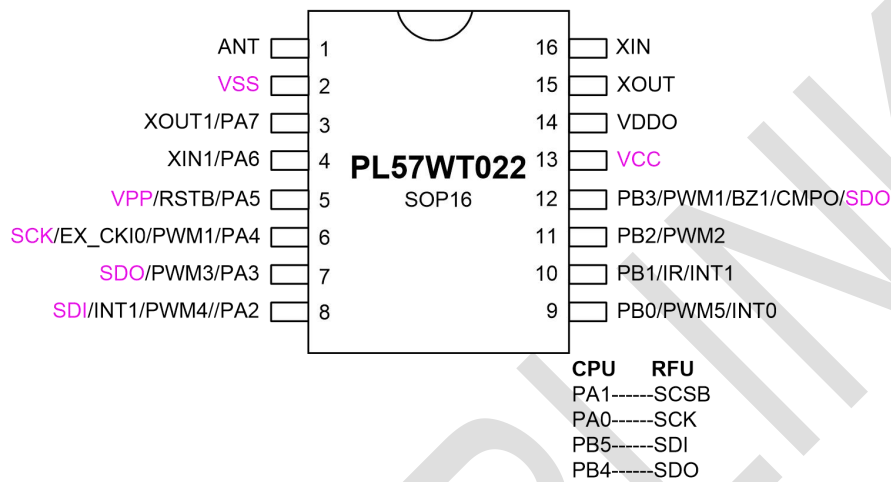 ANT 1 16 XIN
VSS 2 15 XOUT
XOUT1/PA7 3 14 VDDO
XIN1/PA6 4 13 VCC
PL57WT022
VPP/RSTB/PA5 5 SOP16 12 PB3/PWM1/BZ1/CMPO/SDO
SCK/EX_CKI0/PWM1/PA4 6 11 PB2/PWM2
SDO/PWM3/PA3 7 10 PB1/IR/INT1
SDI/INT1/PWM4//PA2 8 9 PB0/PWM5/INT0
CPU RFU
PA1------SCSB
PA0------SCK
PB5------SDI
PB4------SDO